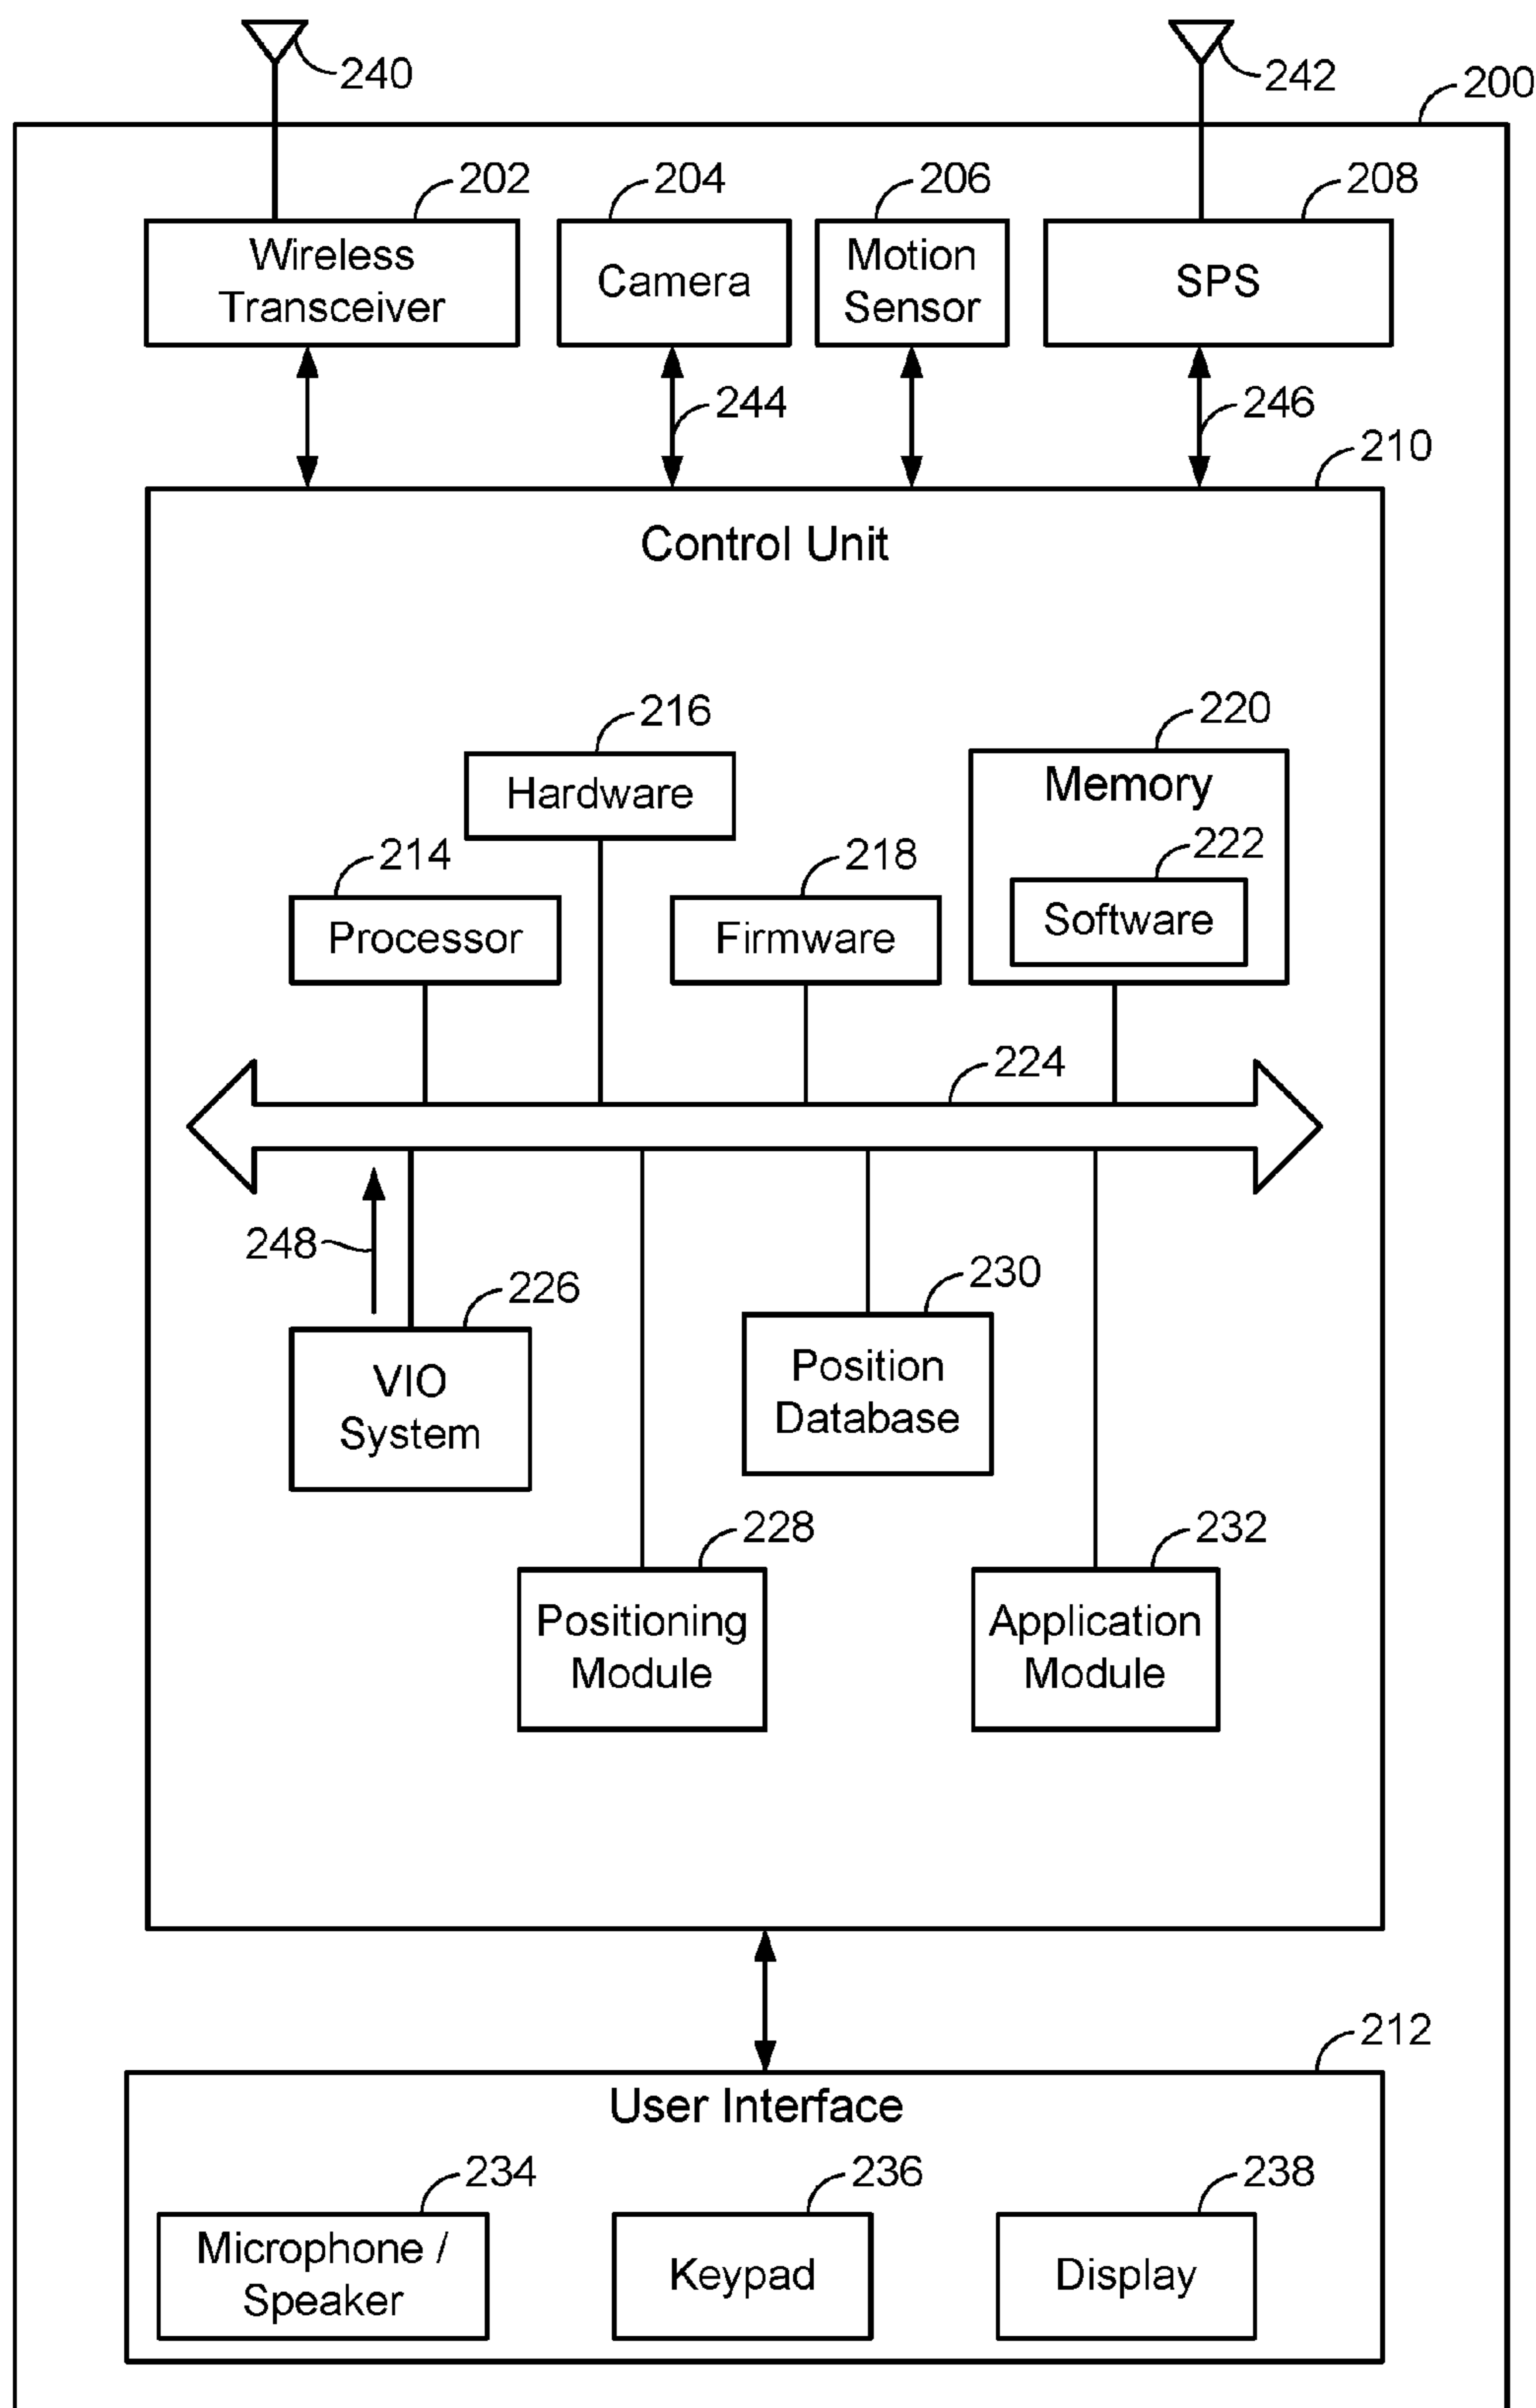 240
242
200
202
204
206
208
Wireless
Transceiver
Camera
Motion
Sensor
SPS
244
246
210
Control Unit
216
220
Hardware
Memory
214
218
222
Processor
Firmware
Software
224
248
226
230
VIO
System
Position
Database
228
232
Positioning
Module
Application
Module
212
User Interface
234
236
238
Microphone /
Speaker
Keypad
Display